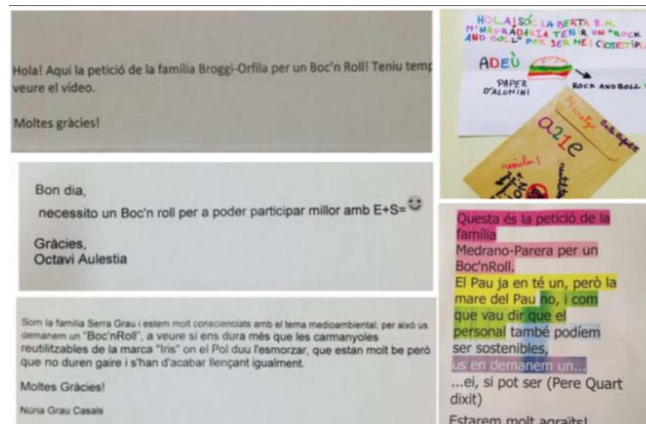 Hola! Aquí la petició de la família Broggi-Orfila per un Boc'n Roll! Teniu temp
veure el vídeo.
Moltes gràcies!
Bon dia,
necessito un Boc'n roll per a poder participar millor amb E+S=
Gràcies,
Octavi Aulestia
Som la família Serra Grau i estem molt conscienciats amb el tema medioambiental, per això us
demanem un "Boc'nRoll", a veure si ens dura més que les carmanyoles
reutilitzables de la marca "Iris" on el Pol duu l'esmorzar, que estan molt be però
que no duren gaire i s'han d'acabar llençant igualment.
Moltes Gràcies!
Núria Grau Casals
HOLA! SÓC LA BERTA B.M.
M'NAGRADARIA TENIR UN "ROCK
AND ROLL" PER SER MÉS
ADEÙ
PAPER
D'ALUMINI
ROCK AND ROLL
a21e
Questa és la petició de la
família
Medrano-Parera per un
Boc'nRoll.
El Pau ja en té un, però la
mare del Pau no, i com
que vau dir que el
personal també podíem
ser sostenibles,
us en demanem un...
...ei, si pot ser (Pere Quart
dixit)
Estarem molt agraïts!